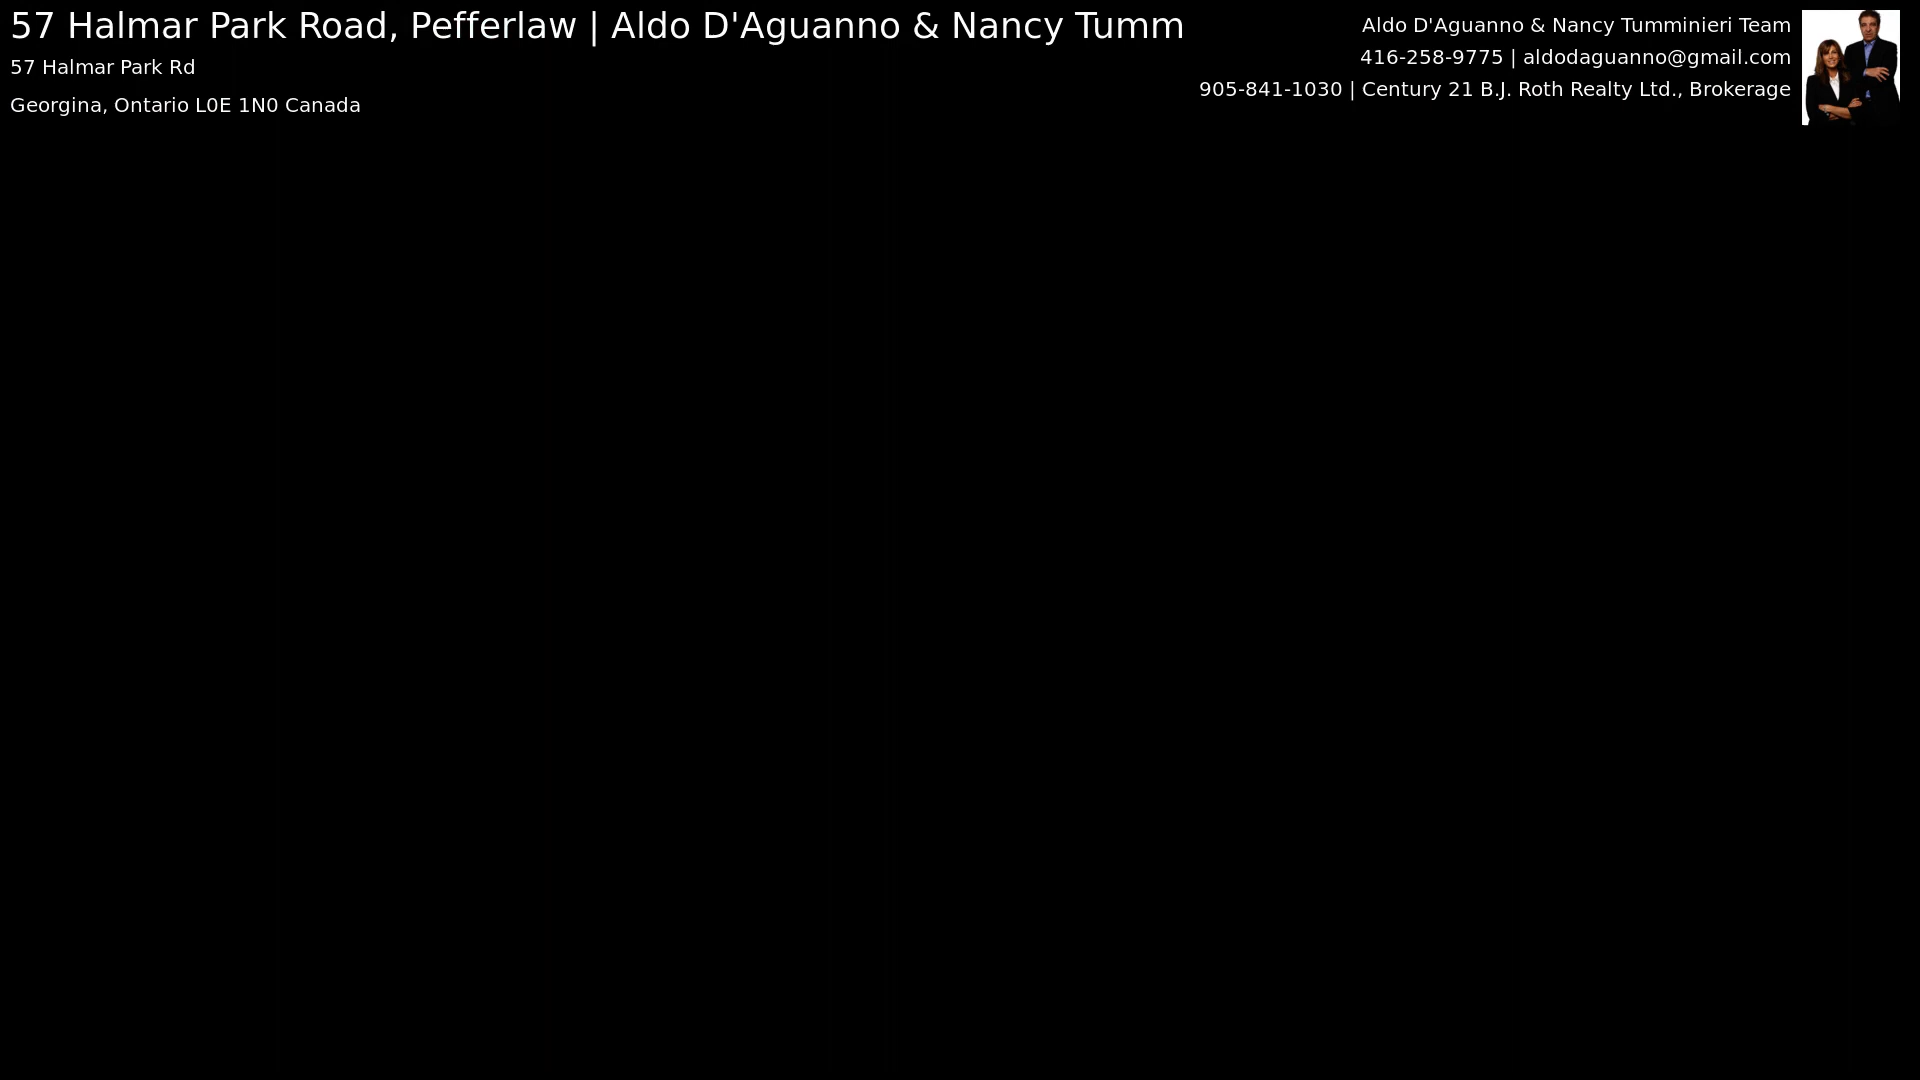 57 Halmar Park Road, Pefferlaw | Aldo D'Aguanno & Nancy Tumm
57 Halmar Park Rd
Georgina, Ontario L0E 1N0 Canada
Aldo D'Aguanno & Nancy Tumminieri Team
416-258-9775 | aldodaguanno@gmail.com
905-841-1030 | Century 21 B.J. Roth Realty Ltd., Brokerage